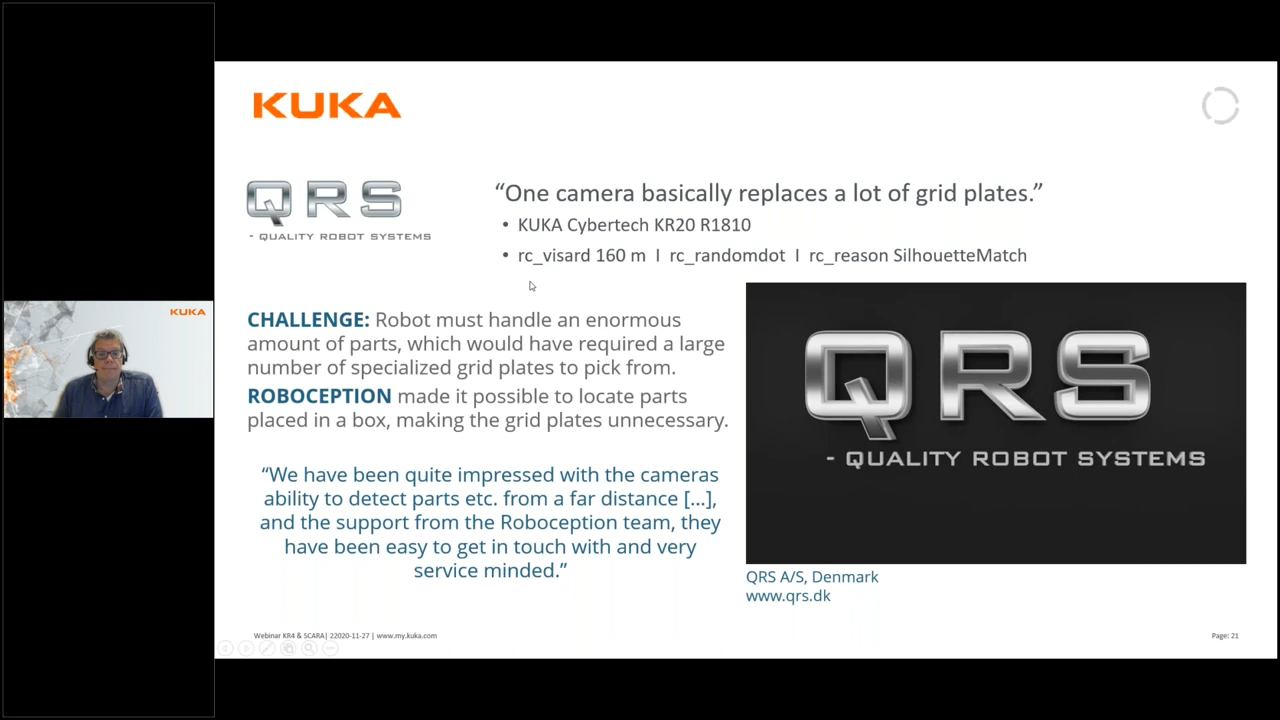 KUKA
QRS
- QUALITY ROBOT SYSTEMS
“One camera basically replaces a lot of grid plates.”
• KUKA Cybertech KR20 R1810
• rc_visard 160 m I rc_randomdot I rc_reason SilhouetteMatch
KUKA
CHALLENGE: Robot must handle an enormous
amount of parts, which would have required a large
number of specialized grid plates to pick from.
ROBOCEPTION made it possible to locate parts
placed in a box, making the grid plates unnecessary.
“We have been quite impressed with the cameras
ability to detect parts etc. from a far distance [...],
and the support from the Roboception team, they
have been easy to get in touch with and very
service minded.”
QRS
- QUALITY ROBOT SYSTEMS
QRS A/S, Denmark
www.qrs.dk
Webinar KR4 & SCARA| 22020-11-27 | www.my.kuka.com
Page: 21